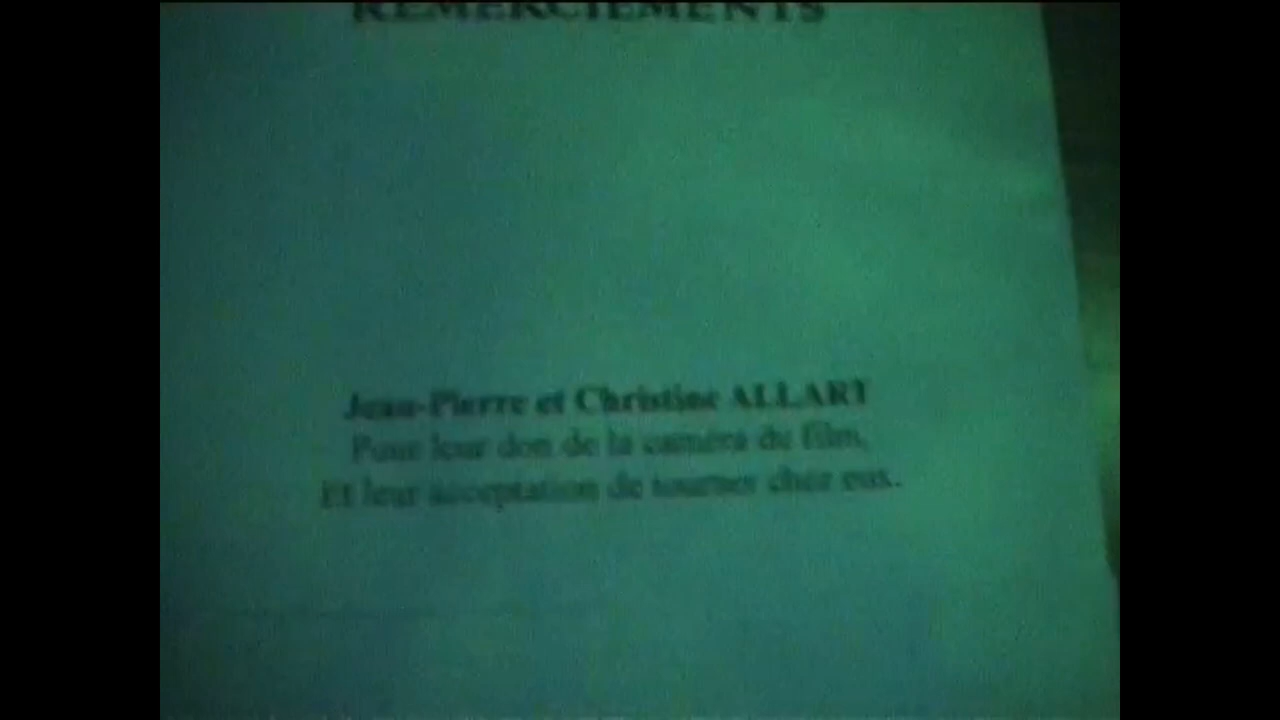 REMERCIEMENTS
Jean-Pierre et Christine ALLART
Pour leur don de la caméra du film,
Et leur acceptation de tourner chez eux.